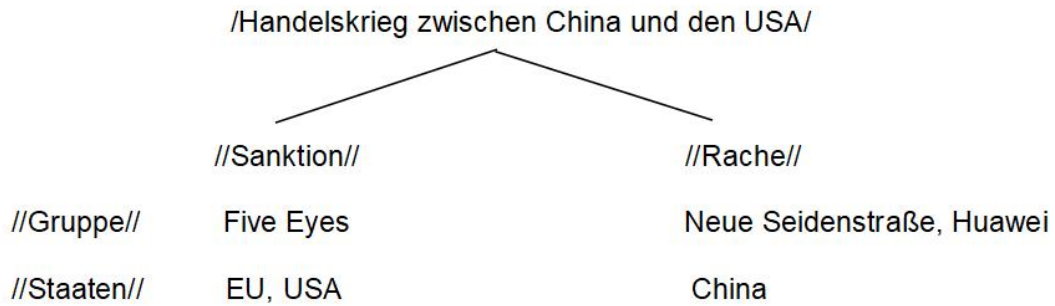 /Handelskrieg zwischen China und den USA/
//Sanktion// //Rache//
//Gruppe// Five Eyes Neue Seidenstraße, Huawei
//Staaten// EU, USA China